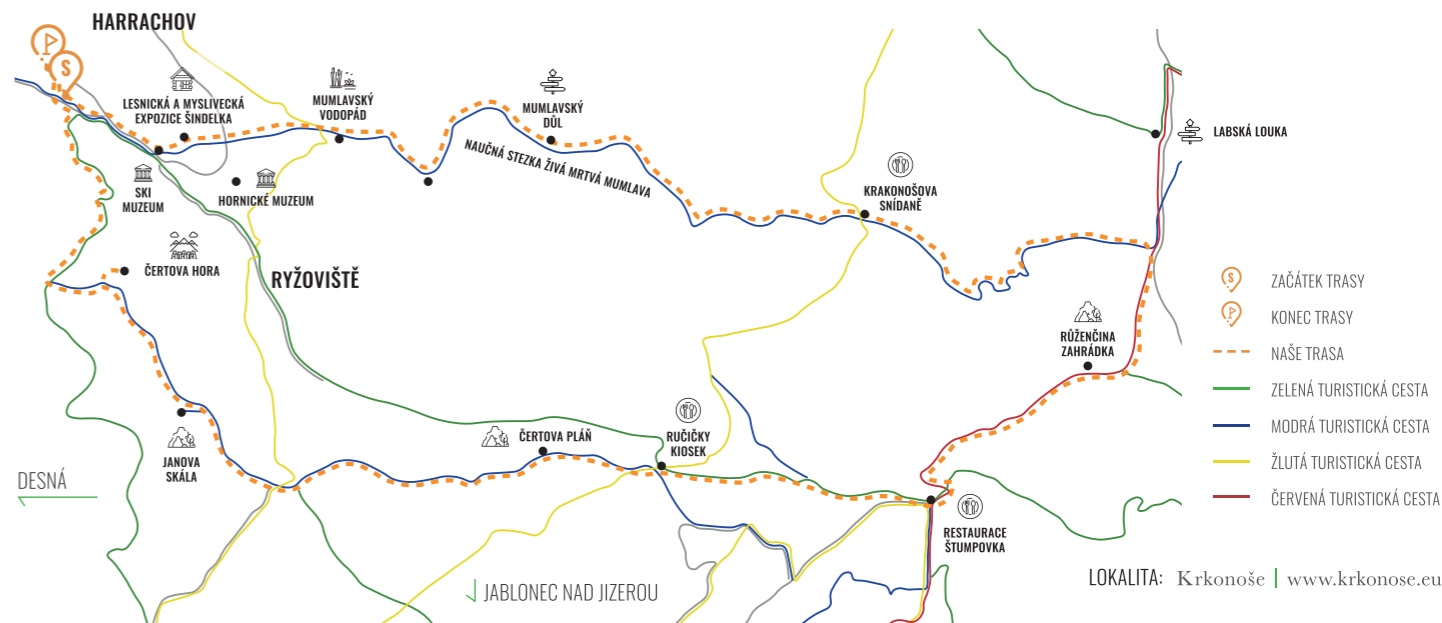 HARRACHOV
S
LESNICKÁ A MYSLIVECKÁ
EXPOZICE ŠINDELKA
MUMLAVSKÝ
VODOPÁD
MUMLAVSKÝ
DŮL
NAUČNÁ STEZKA ŽIVÁ MRTVÁ MUMLAVA
LABSKÁ LOUKA
SKI
MUZEUM
HORNICKÉ MUZEUM
KRAKONOŠOVA
SNÍDANĚ
ČERTOVA HORA
RYŽOVIŠTĚ
RŮŽENČINA
ZAHRÁDKA
JANOVA
SKÁLA
ČERTOVA PLÁŇ
RUČIČKY
KIOSEK
DESNÁ
RESTAURACE
ŠTUMPOVKA
JABLONEC NAD JIZEROU
S
ZAČÁTEK TRASY
KONEC TRASY
NAŠE TRASA
ZELENÁ TURISTICKÁ CESTA
MODRÁ TURISTICKÁ CESTA
ŽLUTÁ TURISTICKÁ CESTA
ČERVENÁ TURISTICKÁ CESTA
LOKALITA: Krkonoše | www.krkonose.eu